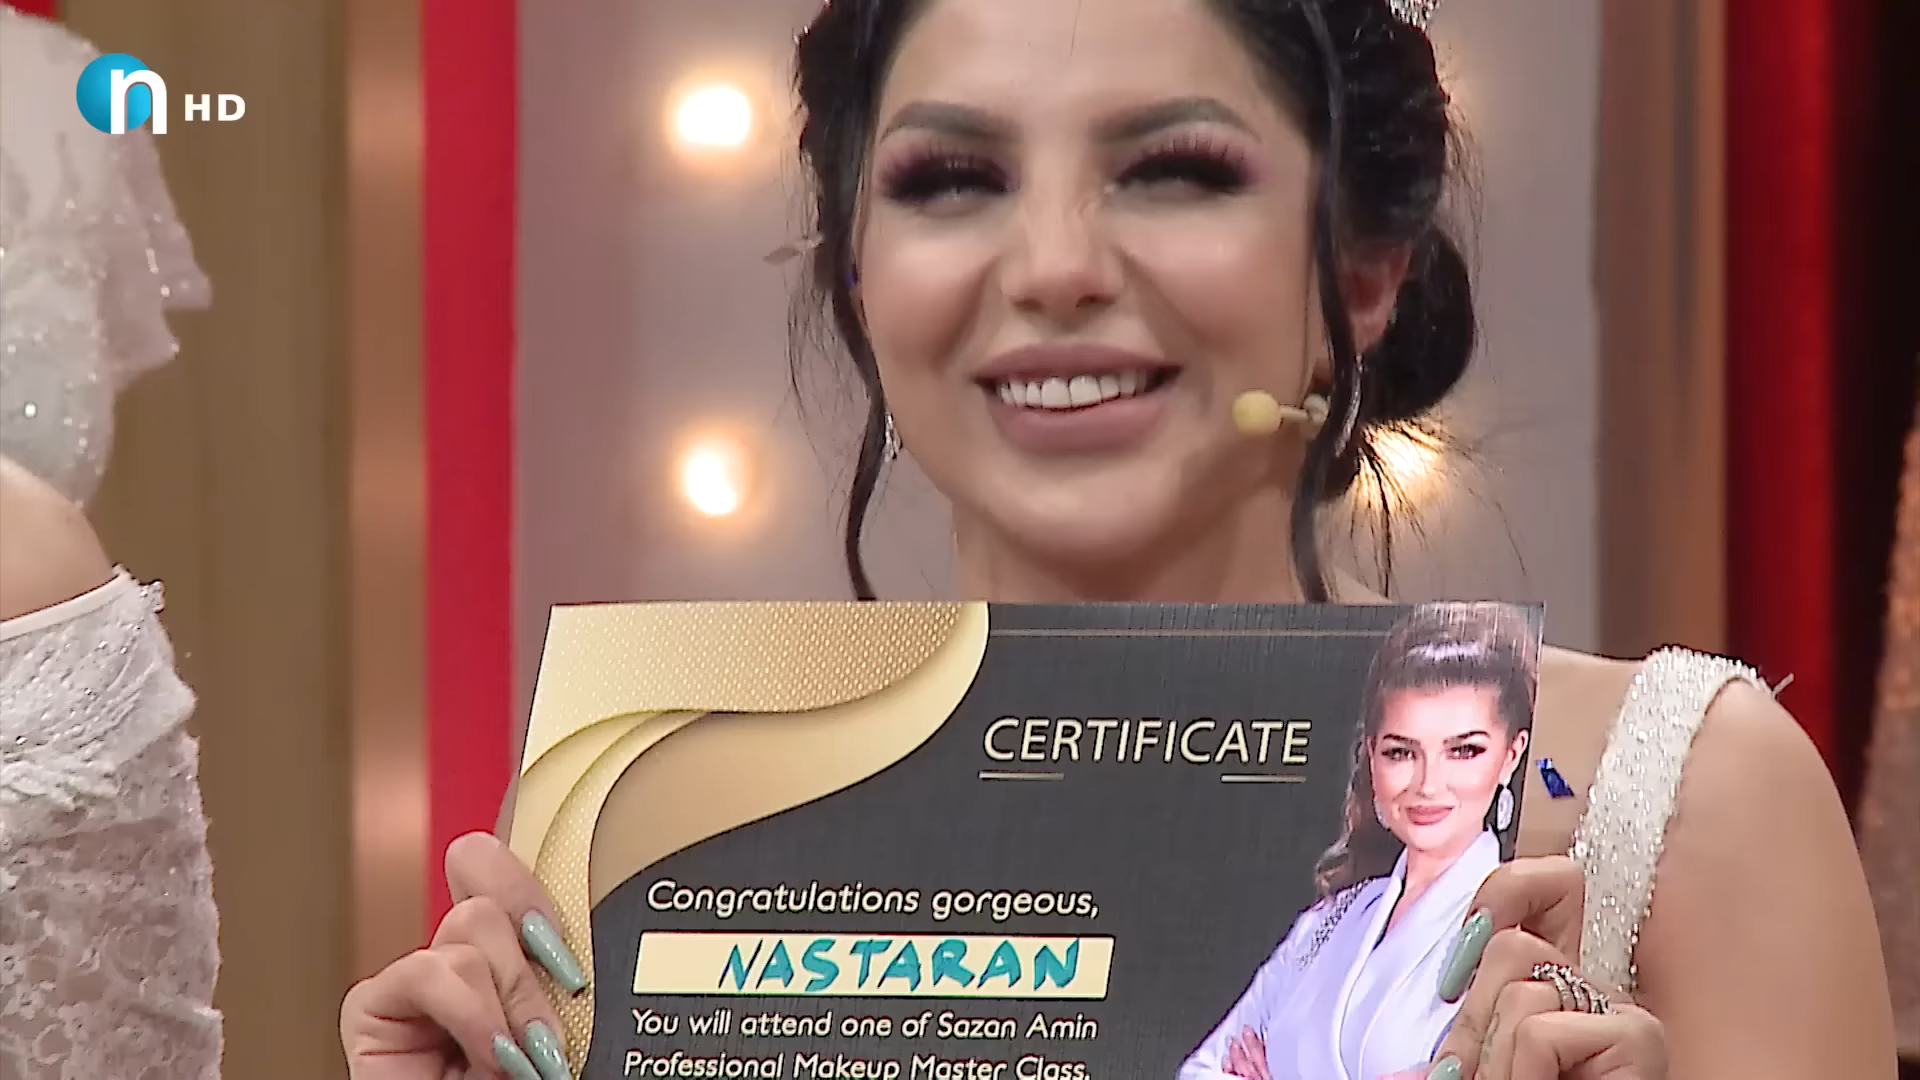 n HD
CERTIFICATE
Congratulations gorgeous,
NASTARAN
You will attend one of Sazan Amin
Professional Makeup Master Class.